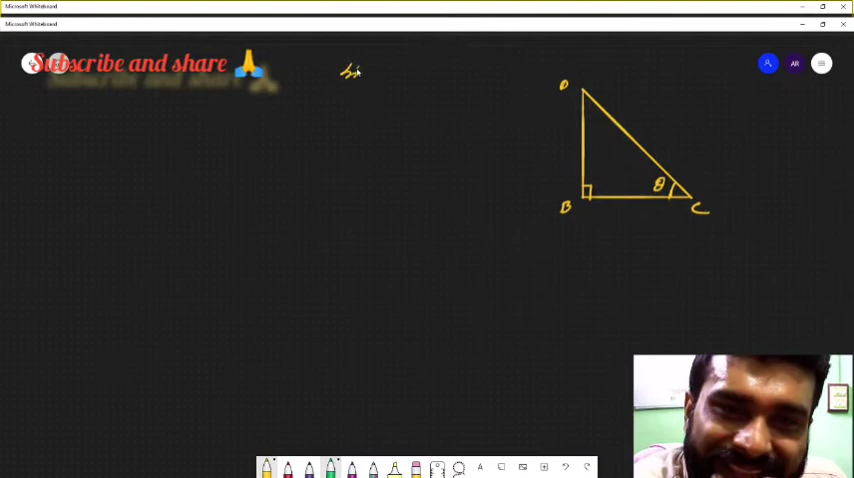 Microsoft Whiteboard
Microsoft Whiteboard
Subscribe and share 🙏
AR
D
θ
B
C
A